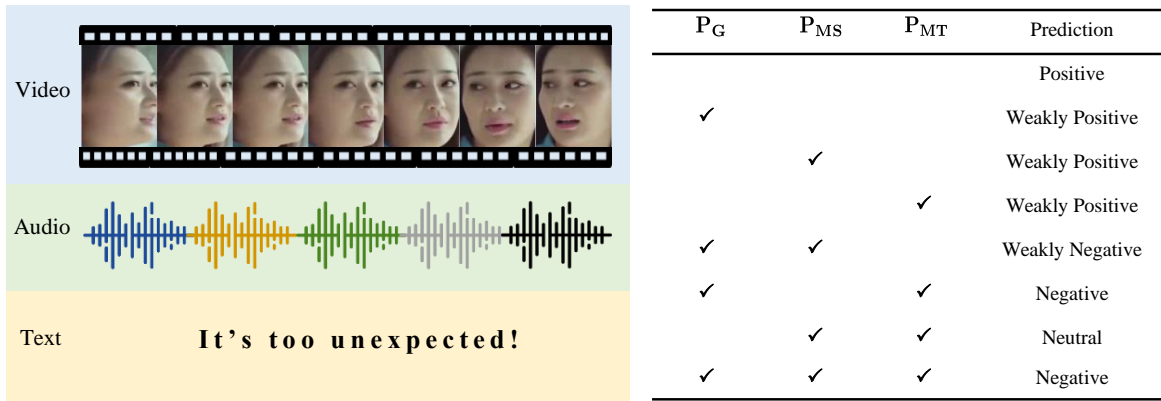 Video
Audio
Text
It's too unexpected!
P_G P_MS P_MT Prediction
Positive
✓ Weakly Positive
✓ Weakly Positive
✓ Weakly Positive
✓ ✓ Weakly Negative
✓ ✓ Negative
✓ ✓ Neutral
✓ ✓ ✓ Negative